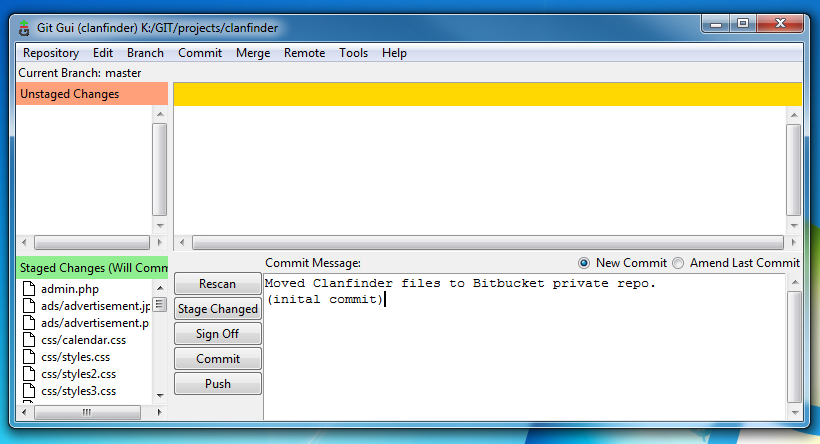 Git Gui (clanfinder) K:/GIT/projects/clanfinder
Repository Edit Branch Commit Merge Remote Tools Help
Current Branch: master
Unstaged Changes
Staged Changes (Will Comm
admin.php
ads/advertisement.jp
ads/advertisement.p
css/calendar.css
css/styles.css
css/styles2.css
css/styles3.css
Rescan
Stage Changed
Sign Off
Commit
Push
Commit Message:
New Commit
Amend Last Commit
Moved Clanfinder files to Bitbucket private repo.
(inital commit)